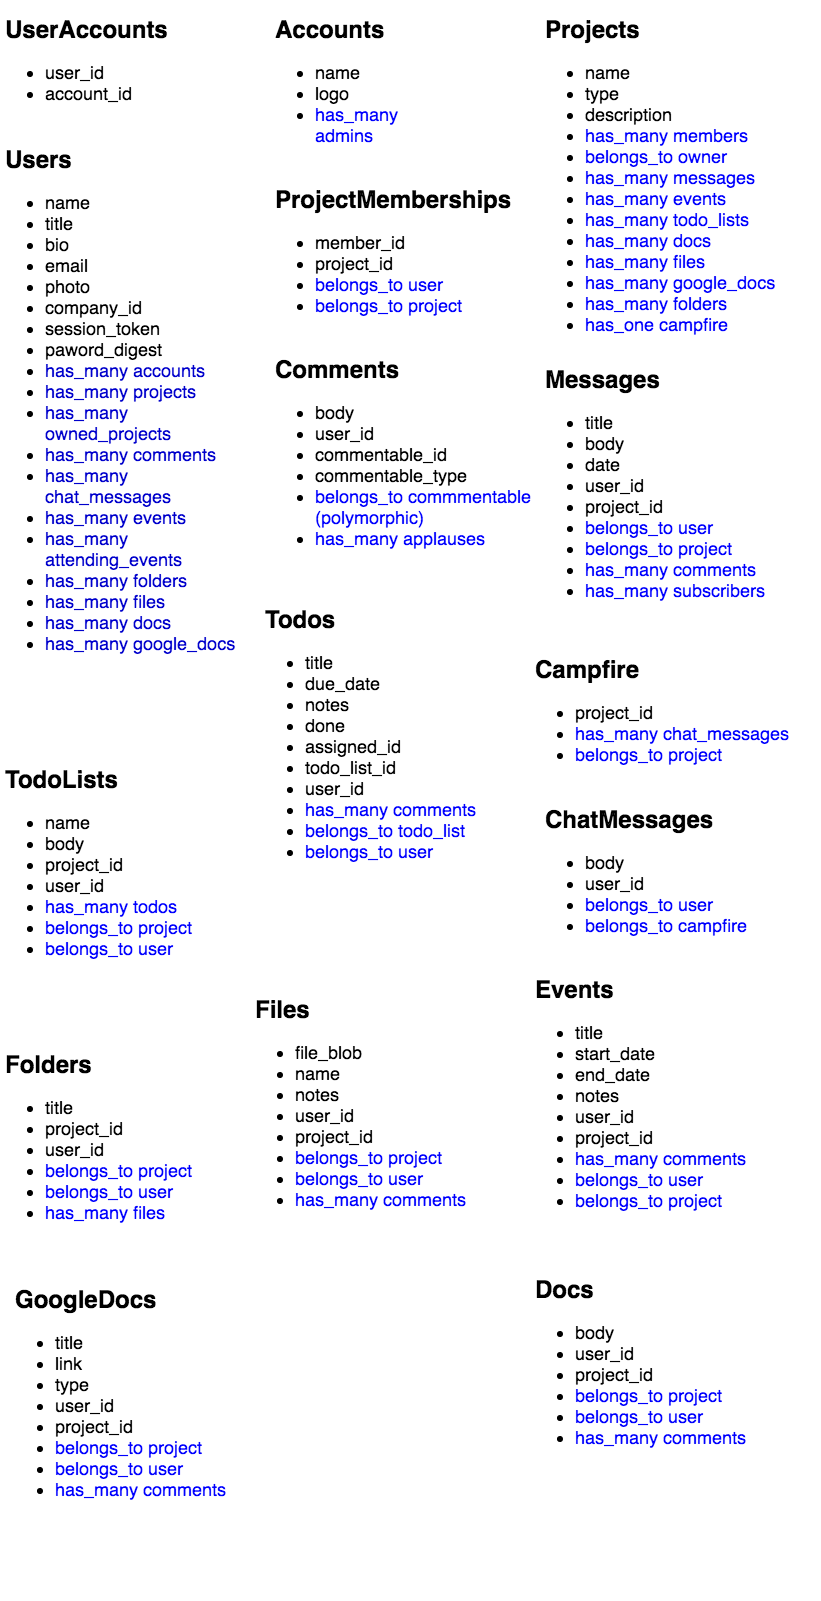 UserAccounts
user_id
account_id
Users
name
title
bio
email
photo
company_id
session_token
paword_digest
has_many accounts
has_many projects
has_many
owned_projects
has_many comments
has_many
chat_messages
has_many events
has_many
attending_events
has_many folders
has_many files
has_many docs
has_many google_docs
TodoLists
name
body
project_id
user_id
has_many todos
belongs_to project
belongs_to user
Folders
title
project_id
user_id
belongs_to project
belongs_to user
has_many files
GoogleDocs
title
link
type
user_id
project_id
belongs_to project
belongs_to user
has_many comments
Accounts
name
logo
has_many
admins
ProjectMemberships
member_id
project_id
belongs_to user
belongs_to project
Comments
body
user_id
commentable_id
commentable_type
belongs_to commmentable
(polymorphic)
has_many applauses
Todos
title
due_date
notes
done
assigned_id
todo_list_id
user_id
has_many comments
belongs_to todo_list
belongs_to user
Files
file_blob
name
notes
user_id
project_id
belongs_to project
belongs_to user
has_many comments
Projects
name
type
description
has_many members
belongs_to owner
has_many messages
has_many events
has_many todo_lists
has_many docs
has_many files
has_many google_docs
has_many folders
has_one campfire
Messages
title
body
date
user_id
project_id
belongs_to user
belongs_to project
has_many comments
has_many subscribers
Campfire
project_id
has_many chat_messages
belongs_to project
ChatMessages
body
user_id
belongs_to user
belongs_to campfire
Events
title
start_date
end_date
notes
user_id
project_id
has_many comments
belongs_to user
belongs_to project
Docs
body
user_id
project_id
belongs_to project
belongs_to user
has_many comments